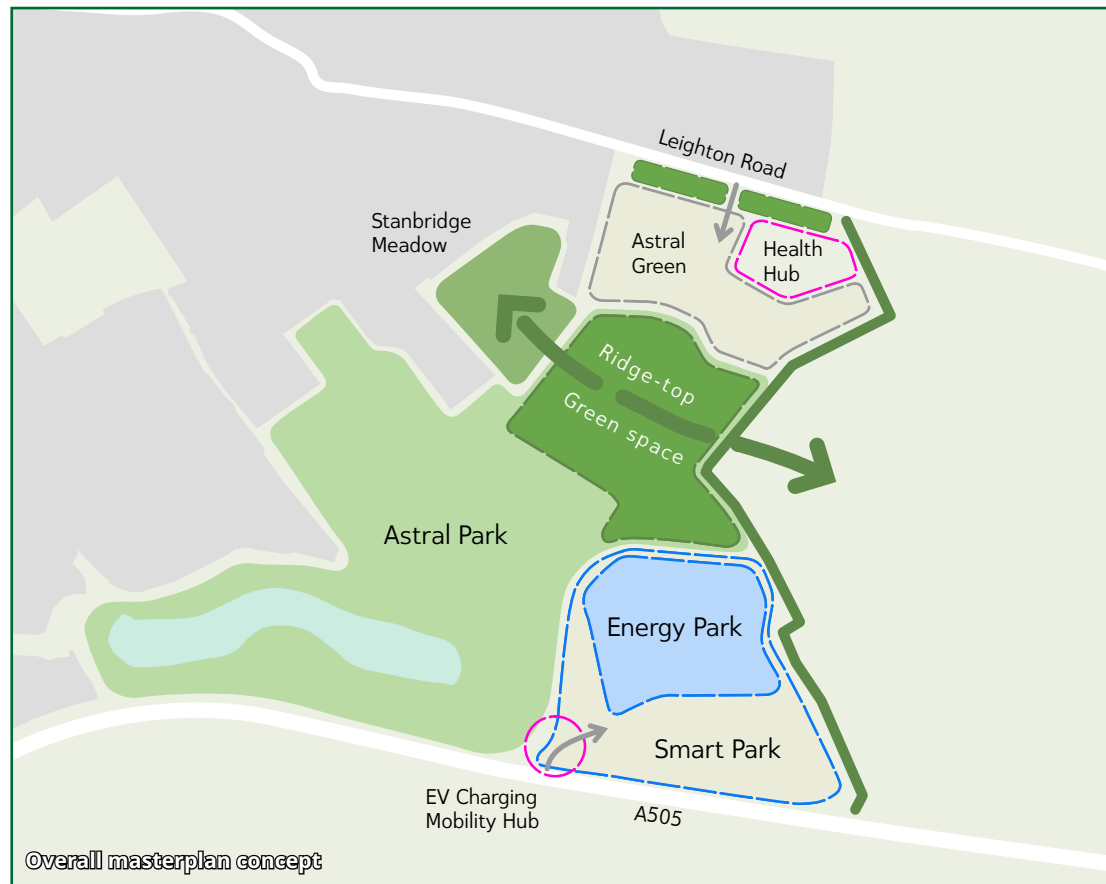 Leighton Road
Stanbridge
Meadow
Astral
Green
Health
Hub
Ridge-top
Green space
Astral Park
Energy Park
Smart Park
EV Charging
Mobility Hub
A505
Overall masterplan concept